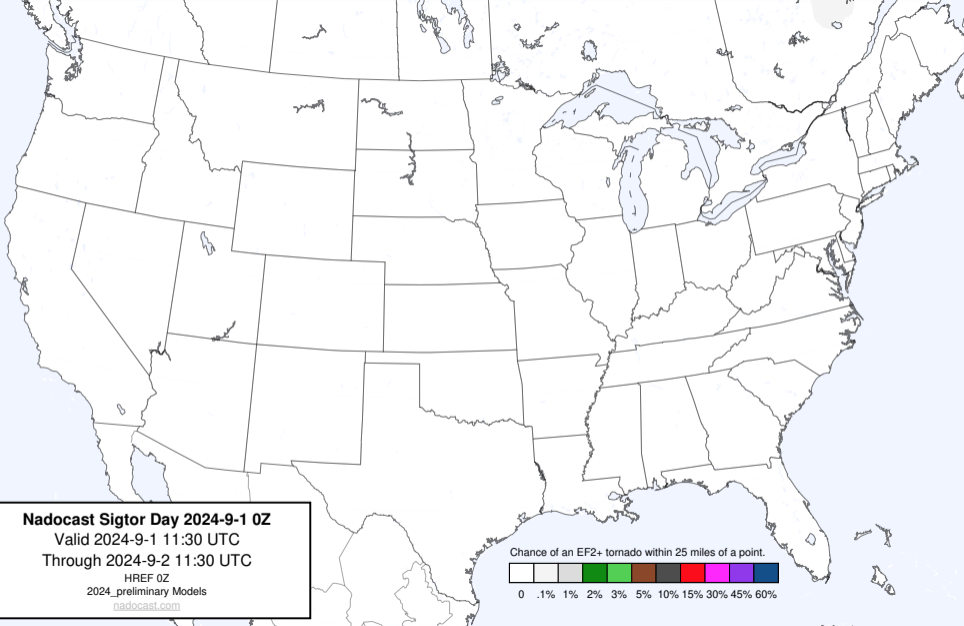 Nadocast Sigtor Day 2024-9-1 0Z
Valid 2024-9-1 11:30 UTC
Through 2024-9-2 11:30 UTC
HREF 0Z
2024_preliminary Models
nadocast.com
Chance of an EF2+ tornado within 25 miles of a point.
0 .1% 1% 2% 3% 5% 10% 15% 30% 45% 60%